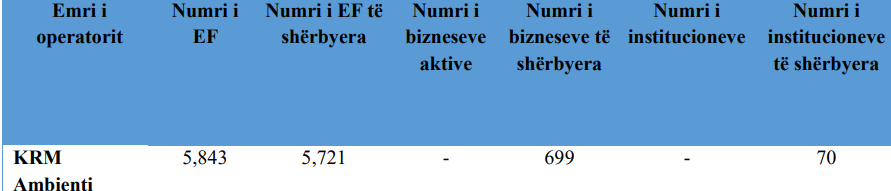 Emri i operatorit
Numri i EF
Numri i EF të shërbyera
Numri i bizneseve aktive
Numri i bizneseve të shërbyera
Numri i institucioneve
Numri i institucioneve të shërbyera
KRM Ambienti
5,843
5,721
-
699
-
70